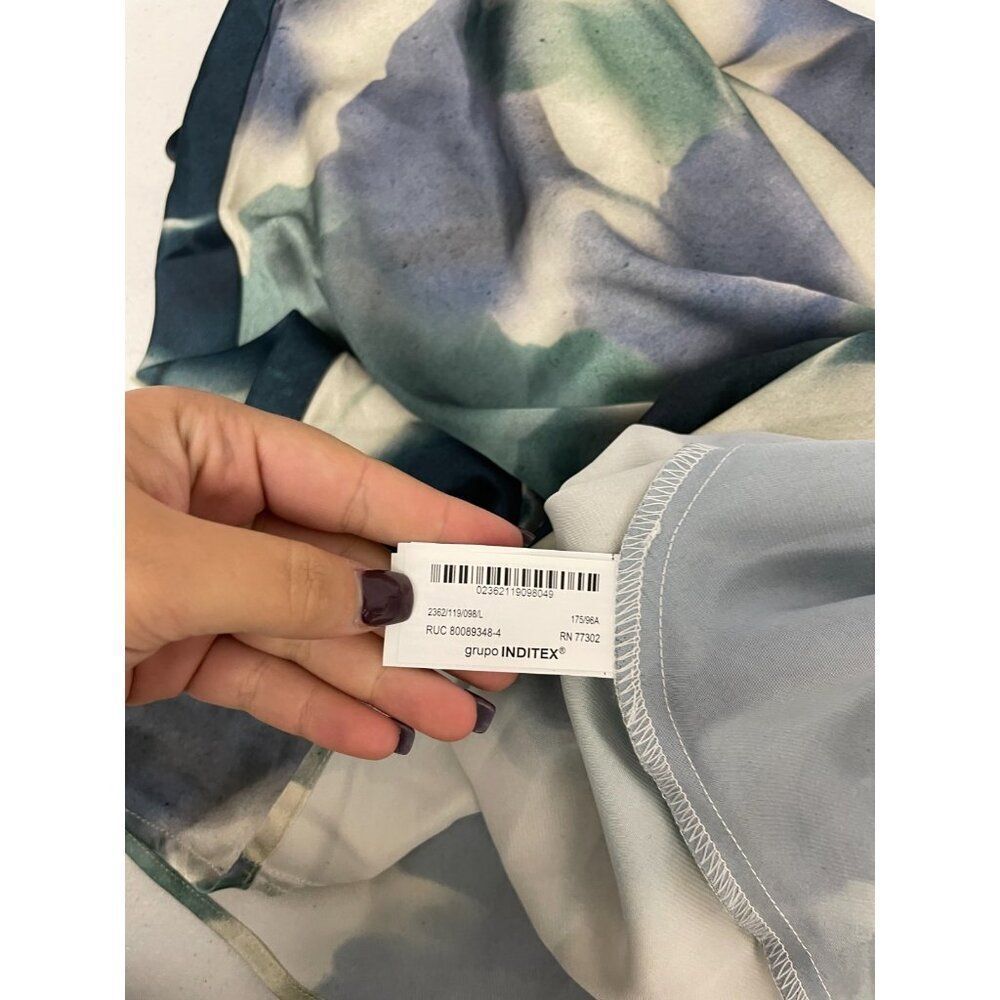 02362119098049
2362/119/098/L 175/96A
RUC 80089348-4 RN 77302
grupo INDITEX®